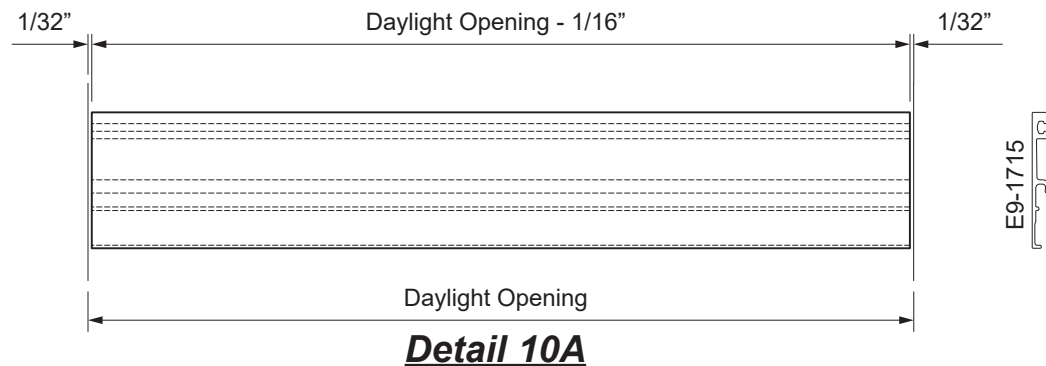 1/32” Daylight Opening - 1/16” 1/32”
E9-1715
Daylight Opening
Detail 10A